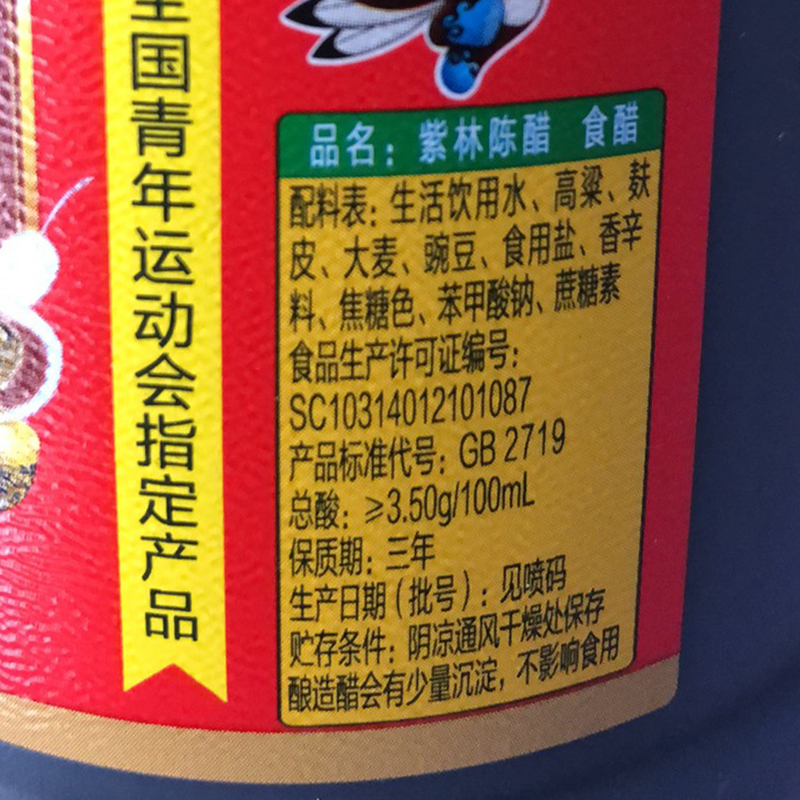 全国青年运动会指定产品
品名：紫林陈醋 食醋
配料表：生活饮用水、高粱、麸
皮、大麦、豌豆、食用盐、香辛
料、焦糖色、苯甲酸钠、蔗糖素
食品生产许可证编号：
SC10314012101087
产品标准代号：GB 2719
总酸：≥3.50g/100mL
保质期：三年
生产日期（批号）：见喷码
贮存条件：阴凉通风干燥处保存
酿造醋会有少量沉淀，不影响食用